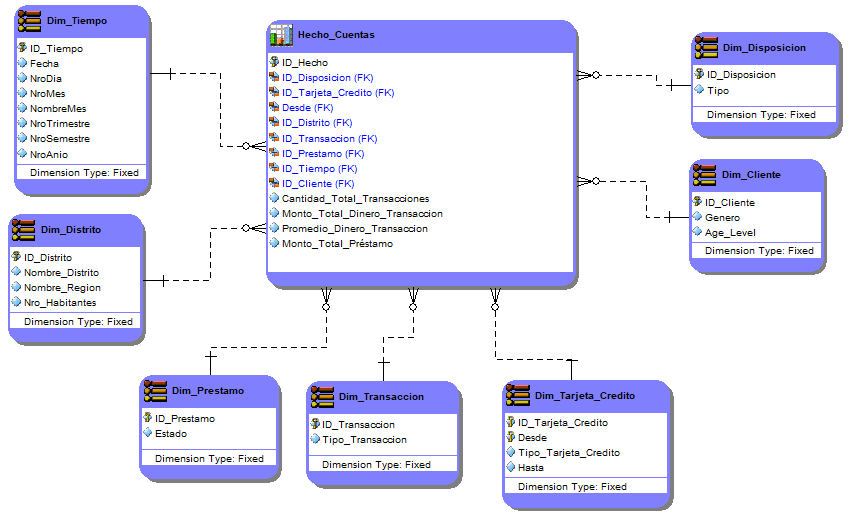 Dim_Tiempo
ID_Tiempo
Fecha
NroDia
NroMes
NombreMes
NroTrimestre
NroSemestre
NroAnio
Dimension Type: Fixed
Hecho_Cuentas
ID_Hecho
ID_Disposicion (FK)
ID_Tarjeta_Credito (FK)
Desde (FK)
ID_Distrito (FK)
ID_Transaccion (FK)
ID_Prestamo (FK)
ID_Tiempo (FK)
ID_Cliente (FK)
Cantidad_Total_Transacciones
Monto_Total_Dinero_Transaccion
Promedio_Dinero_Transaccion
Monto_Total_Préstamo
Dim_Disposicion
ID_Disposicion
Tipo
Dimension Type: Fixed
Dim_Cliente
ID_Cliente
Genero
Age_Level
Dimension Type: Fixed
Dim_Distrito
ID_Distrito
Nombre_Distrito
Nombre_Region
Nro_Habitantes
Dimension Type: Fixed
Dim_Prestamo
ID_Prestamo
Estado
Dimension Type: Fixed
Dim_Transaccion
ID_Transaccion
Tipo_Transaccion
Dimension Type: Fixed
Dim_Tarjeta_Credito
ID_Tarjeta_Credito
Desde
Tipo_Tarjeta_Credito
Hasta
Dimension Type: Fixed